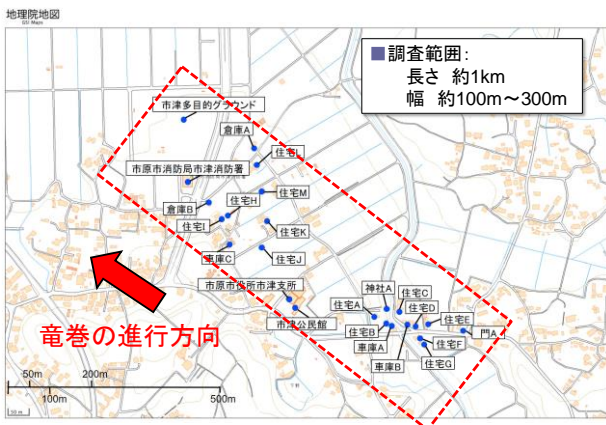 地理院地図
GSI Maps
■調査範囲:
長さ 約1km
幅 約100m～300m
市津多目的グラウンド
倉庫A
住宅L
市原市消防局市津消防署
住宅M
住宅H
倉庫B
住宅I
住宅K
車庫C
住宅J
市原市役所市津支所
神社A
住宅C
住宅A
住宅D
住宅E
市津公民館
住宅B
門A
車庫A
住宅F
車庫B
住宅G
竜巻の進行方向
50m
200m
100m
500m
50 m